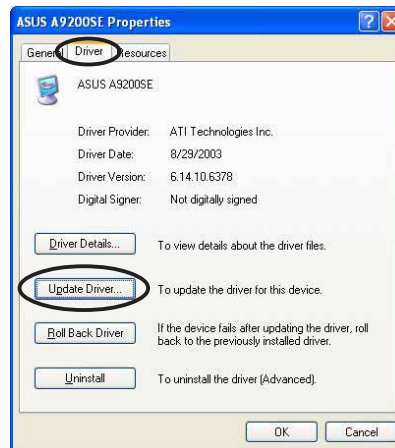 ASUS A9200SE Properties
General Driver Resources
ASUS A9200SE
Driver Provider: ATI Technologies Inc.
Driver Date: 8/29/2003
Driver Version: 6.14.10.6378
Digital Signer: Not digitally signed
Driver Details... To view details about the driver files.
Update Driver... To update the driver for this device.
Roll Back Driver If the device fails after updating the driver, roll
back to the previously installed driver.
Uninstall To uninstall the driver (Advanced).
OK Cancel